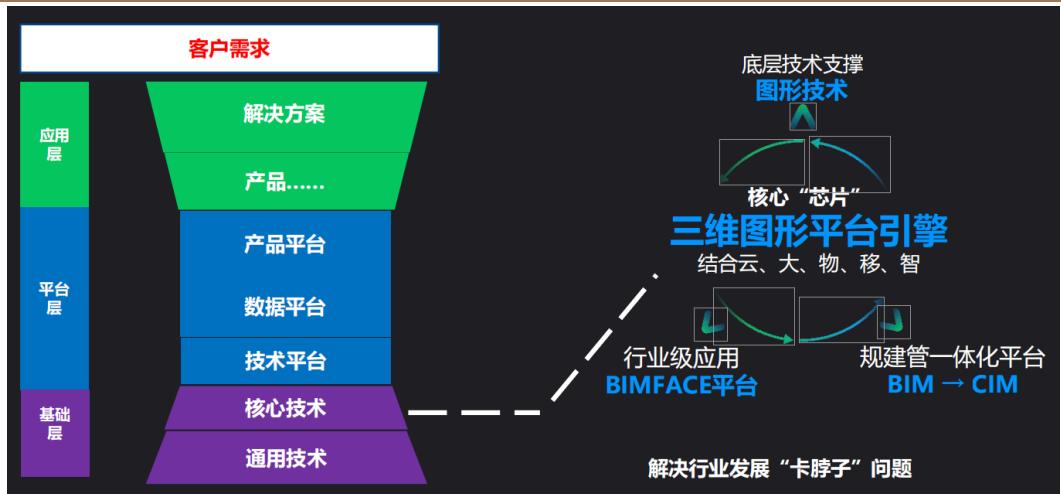 客户需求
应用
层
解决方案
产品……
平台
层
产品平台
数据平台
技术平台
基础
层
核心技术
通用技术
底层技术支撑
图形技术
核心“芯片”
三维图形平台引擎
结合云、大、物、移、智
行业级应用
BIMFACE平台
规建管一体化平台
BIM → CIM
解决行业发展“卡脖子”问题